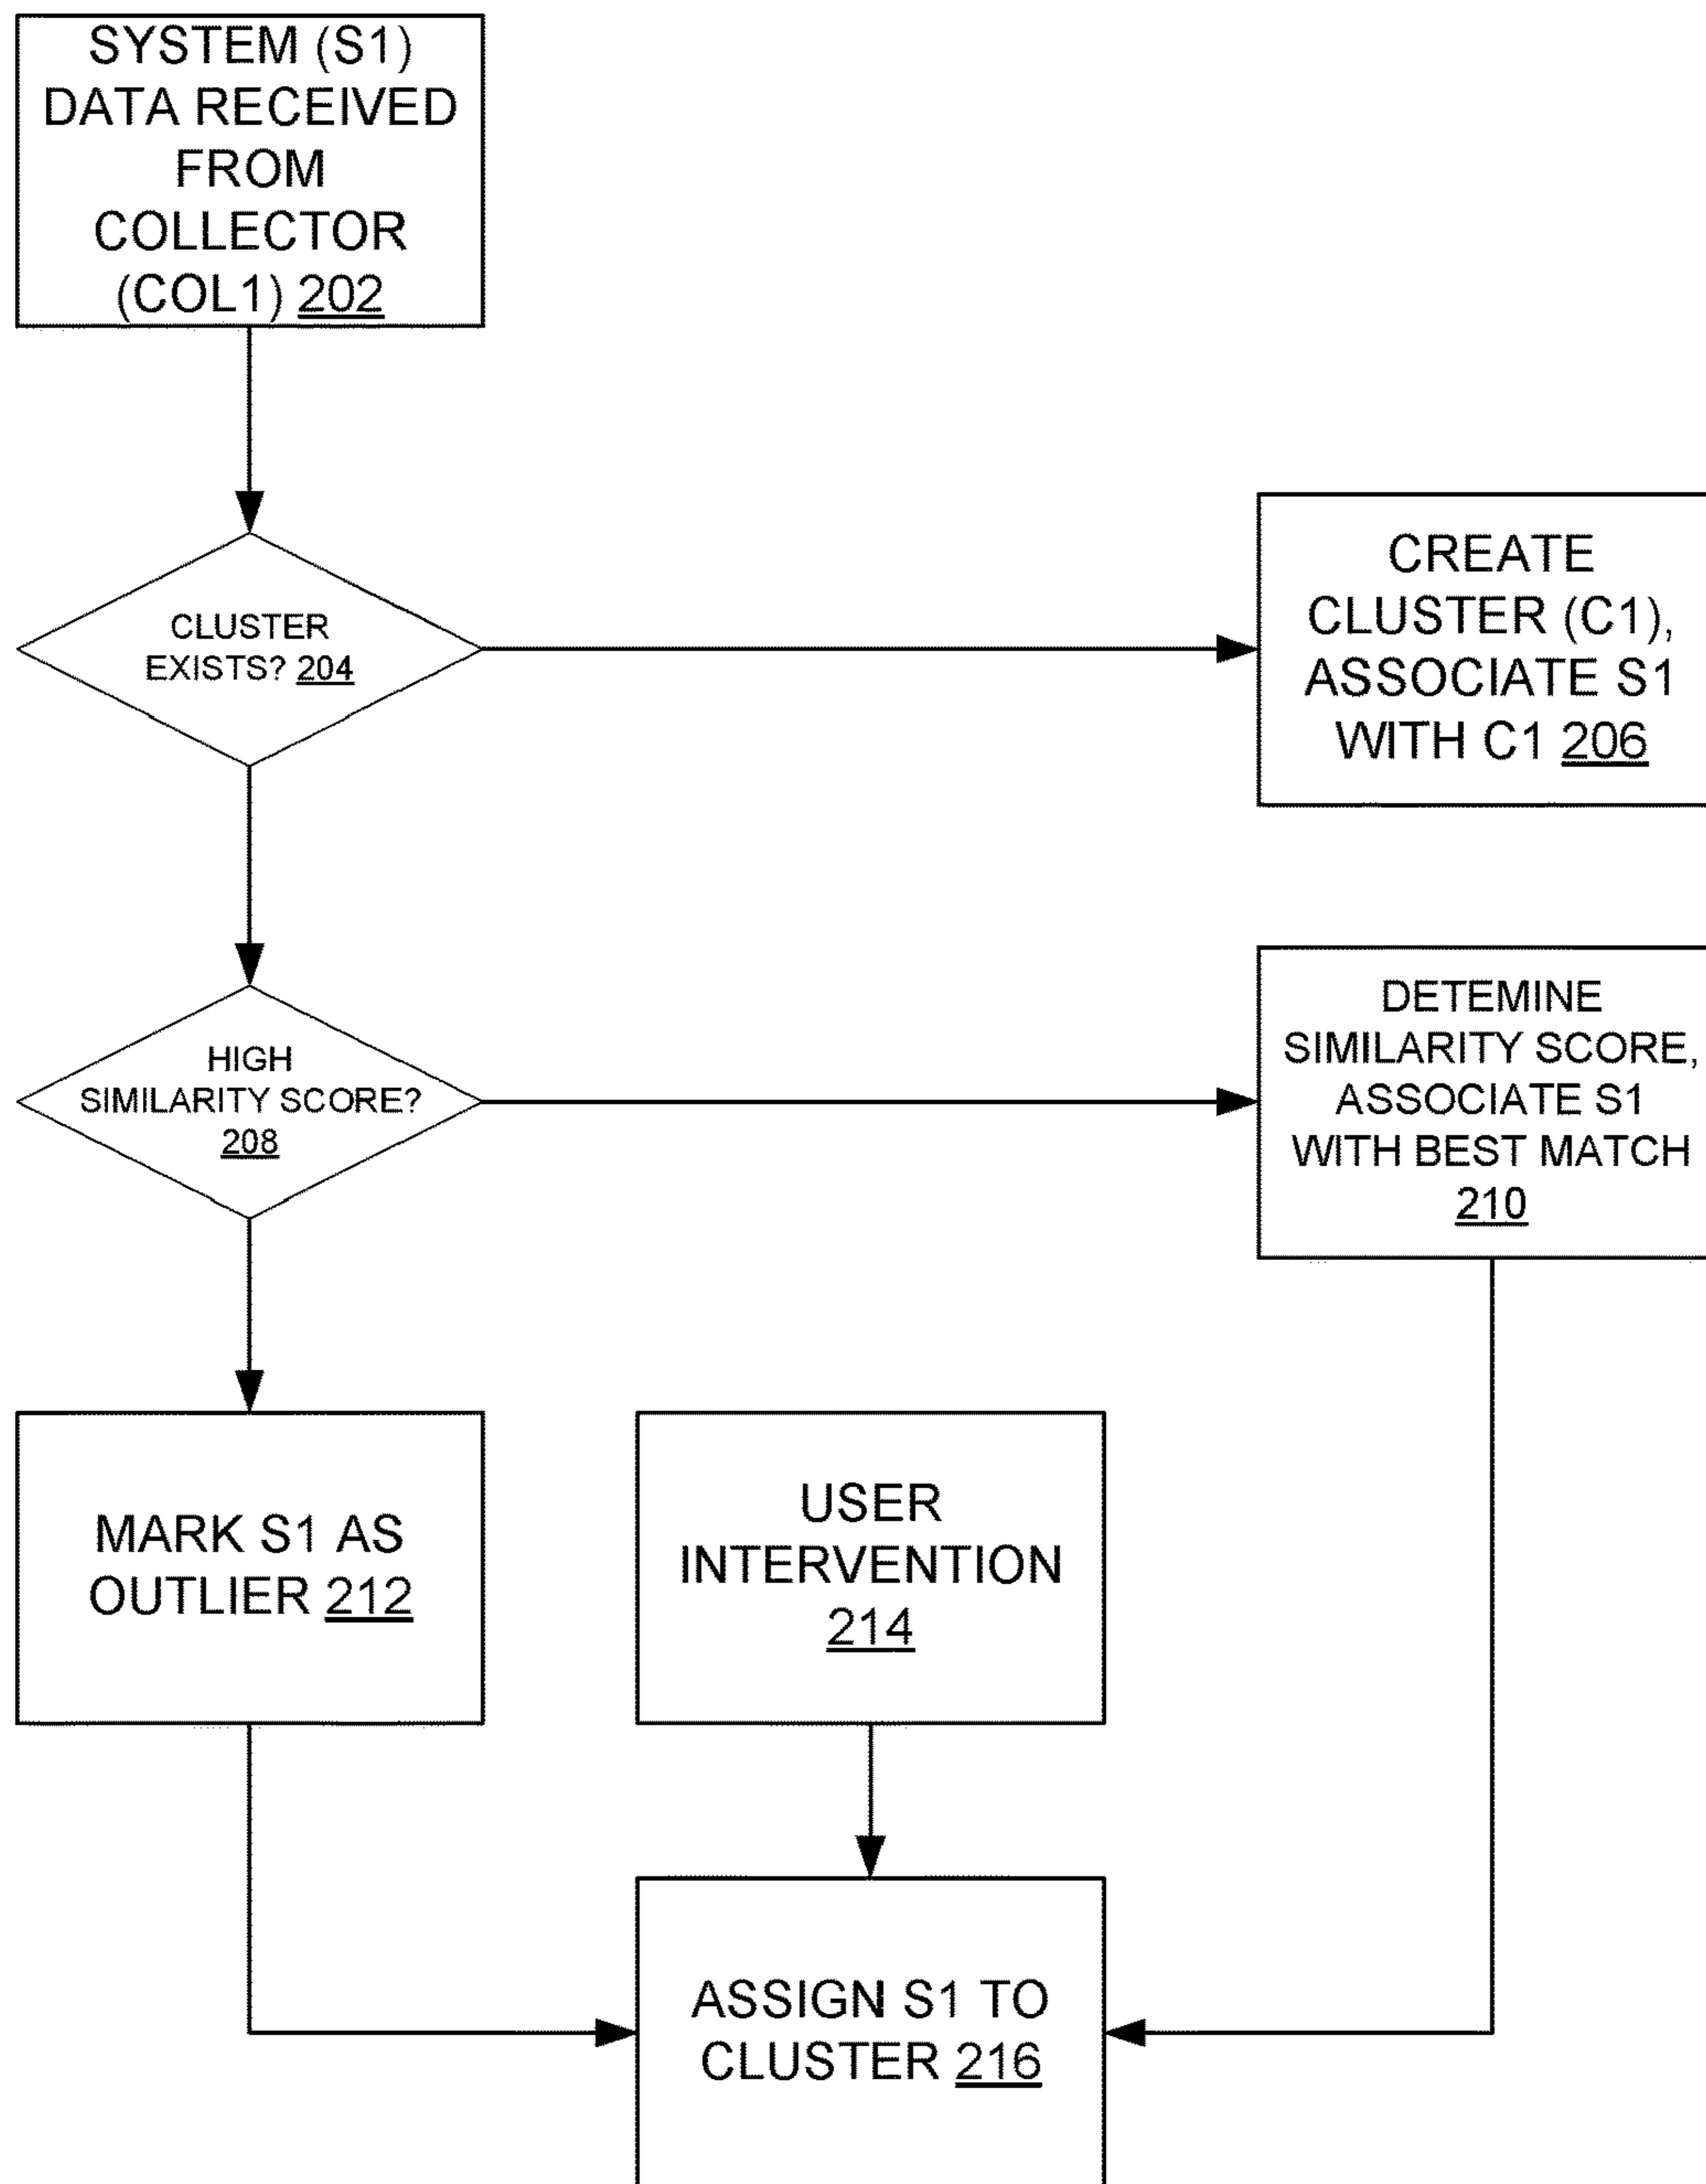 SYSTEM (S1)
DATA RECEIVED
FROM
COLLECTOR
(COL1) 202
CLUSTER
EXISTS? 204
CREATE
CLUSTER (C1),
ASSOCIATE S1
WITH C1 206
HIGH
SIMILARITY SCORE?
208
DETEMINE
SIMILARITY SCORE,
ASSOCIATE S1
WITH BEST MATCH
210
MARK S1 AS
OUTLIER 212
USER
INTERVENTION
214
ASSIGN S1 TO
CLUSTER 216